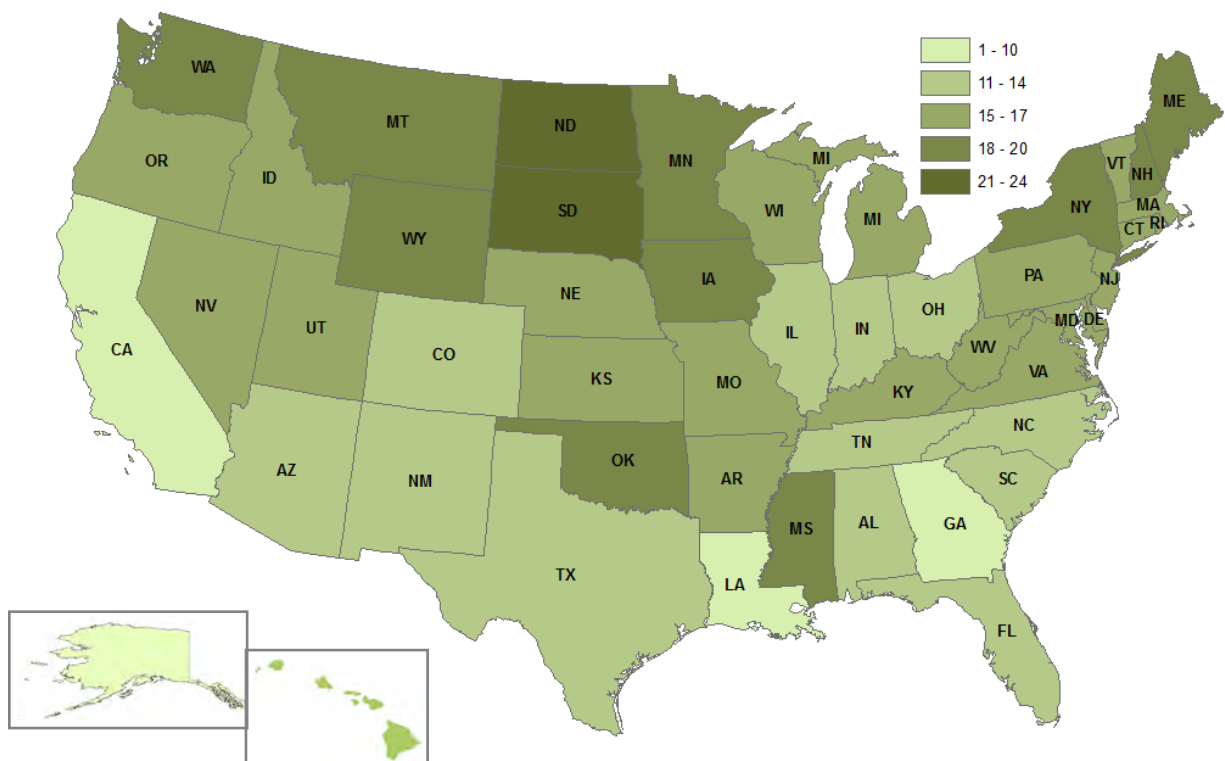 1 - 10
11 - 14
15 - 17
18 - 20
21 - 24
WA
MT
ND
MN
MI
ME
VT
NH
OR
ID
SD
WI
MI
NY
MA
CT
RI
WY
IA
PA
NJ
NE
NV
UT
CO
IL
IN
OH
MD
DE
WV
VA
CA
KS
MO
KY
NC
TN
AZ
NM
OK
AR
SC
MS
AL
GA
TX
LA
FL